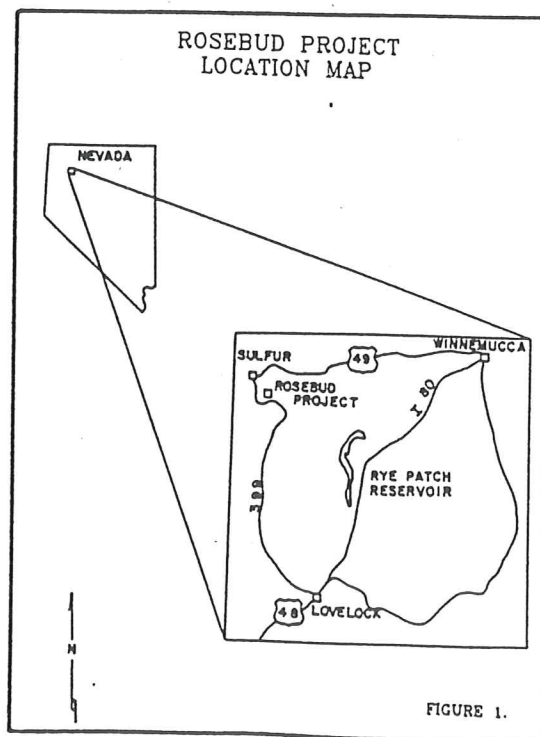 ROSEBUD PROJECT
LOCATION MAP
NEVADA
WINNEMUCCA
49
SULFUR
ROSEBUD
PROJECT
I 80
RYE PATCH
RESERVOIR
399
48
LOVELOCK
N
FIGURE 1.